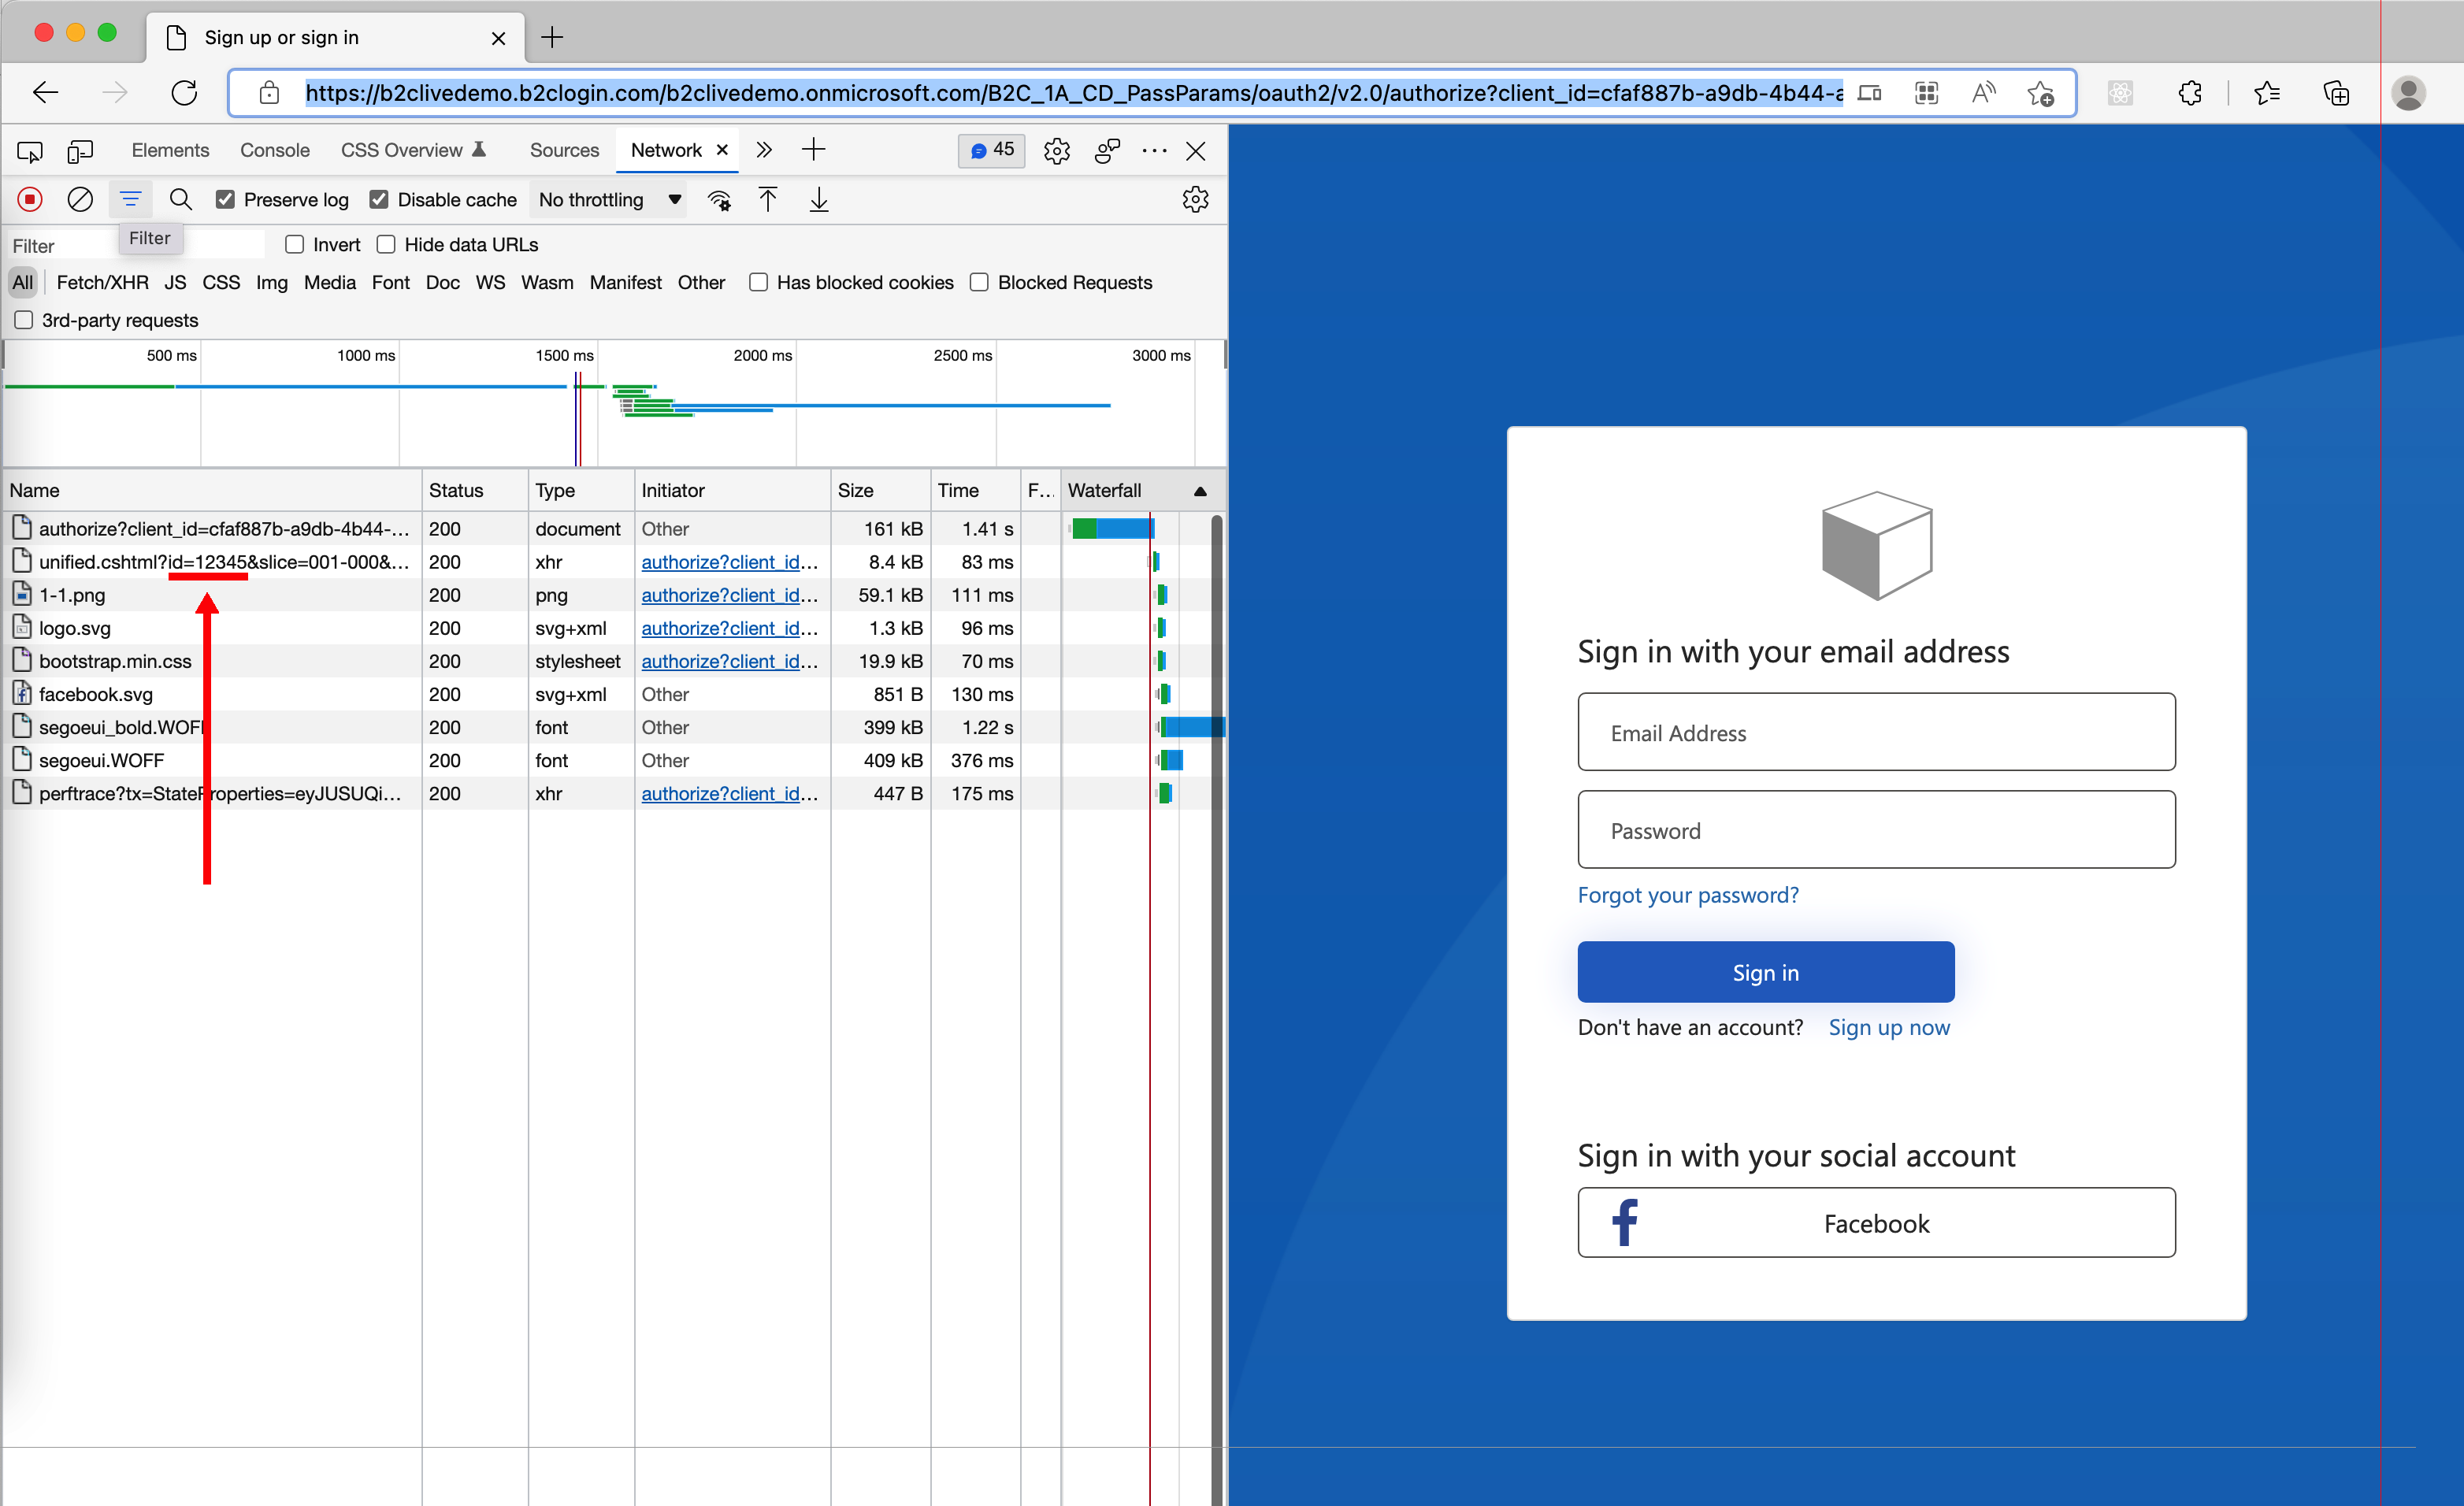 Sign up or sign in
https://b2clivedemo.b2clogin.com/b2clivedemo.onmicrosoft.com/B2C_1A_CD_PassParams/oauth2/v2.0/authorize?client_id=cfaf887b-a9db-4b44-a
Elements Console CSS Overview Sources Network 45
Preserve log Disable cache No throttling
Filter Filter Invert Hide data URLs
All Fetch/XHR JS CSS Img Media Font Doc WS Wasm Manifest Other Has blocked cookies Blocked Requests
3rd-party requests
500 ms 1000 ms 1500 ms 2000 ms 2500 ms 3000 ms
Name Status Type Initiator Size Time F... Waterfall
authorize?client_id=cfaf887b-a9db-4b44-... 200 document Other 161 kB 1.41 s
unified.cshtml?id=12345&slice=001-000&... 200 xhr authorize?client_id... 8.4 kB 83 ms
1-1.png 200 png authorize?client_id... 59.1 kB 111 ms
logo.svg 200 svg+xml authorize?client_id... 1.3 kB 96 ms
bootstrap.min.css 200 stylesheet authorize?client_id... 19.9 kB 70 ms
facebook.svg 200 svg+xml Other 851 B 130 ms
segoeui_bold.WOFF 200 font Other 399 kB 1.22 s
segoeui.WOFF 200 font Other 409 kB 376 ms
perftrace?tx=StateProperties=eyJUSUQi... 200 xhr authorize?client_id... 447 B 175 ms
Sign in with your email address
Email Address
Password
Forgot your password?
Sign in
Don't have an account? Sign up now
Sign in with your social account
Facebook